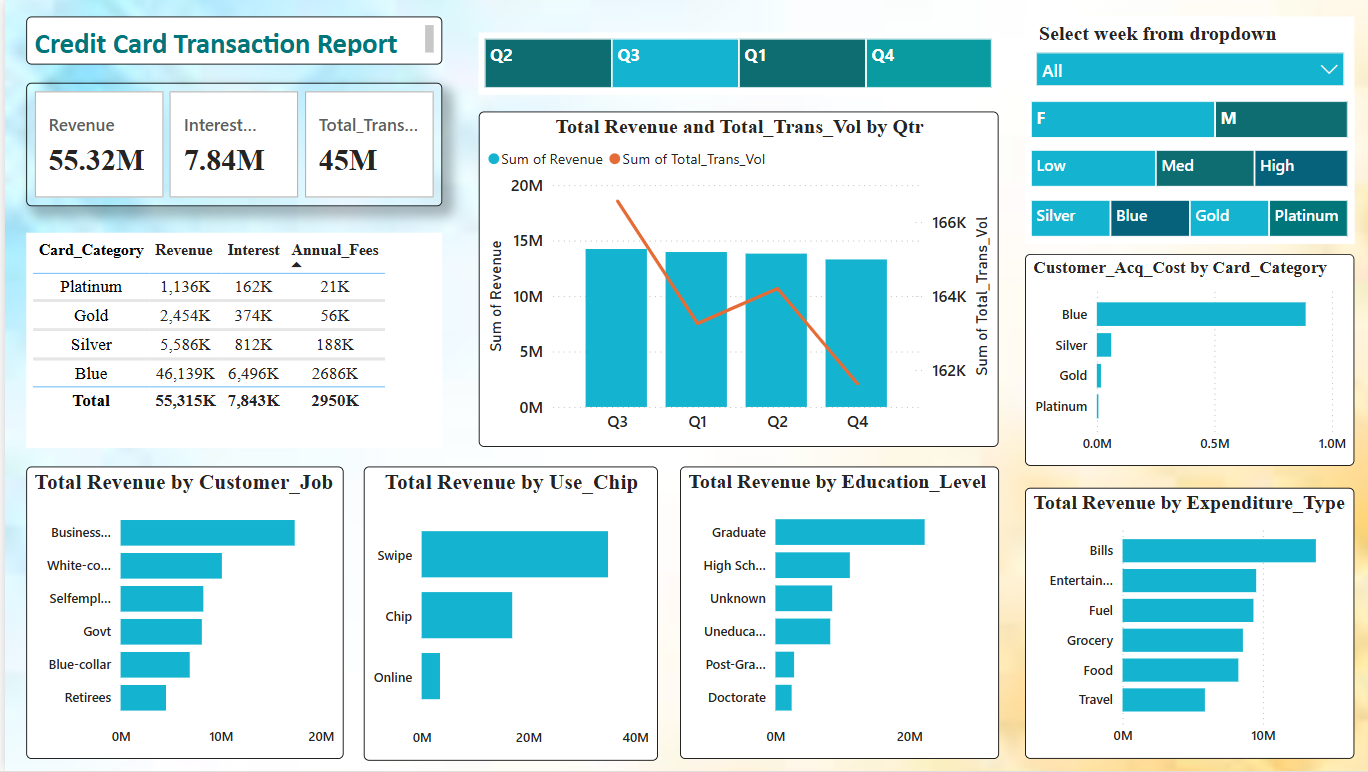 Credit Card Transaction Report
Revenue
55.32M
Interest...
7.84M
Total_Trans...
45M
Q2 Q3 Q1 Q4
Select week from dropdown
All
F M
Low Med High
Silver Blue Gold Platinum
Card_Category Revenue Interest Annual_Fees
Platinum 1,136K 162K 21K
Gold 2,454K 374K 56K
Silver 5,586K 812K 188K
Blue 46,139K 6,496K 2686K
Total 55,315K 7,843K 2950K
Total Revenue and Total_Trans_Vol by Qtr
Sum of Revenue Sum of Total_Trans_Vol
Sum of Revenue
20M
15M
10M
5M
0M
166K
164K
162K
Sum of Total_Trans_Vol
Q3 Q1 Q2 Q4
Customer_Acq_Cost by Card_Category
Blue
Silver
Gold
Platinum
0.0M 0.5M 1.0M
Total Revenue by Customer_Job
Business...
White-co...
Selfempl...
Govt
Blue-collar
Retirees
0M 10M 20M
Total Revenue by Use_Chip
Swipe
Chip
Online
0M 20M 40M
Total Revenue by Education_Level
Graduate
High Sch...
Unknown
Uneduca...
Post-Gra...
Doctorate
0M 20M
Total Revenue by Expenditure_Type
Bills
Entertain...
Fuel
Grocery
Food
Travel
0M 10M